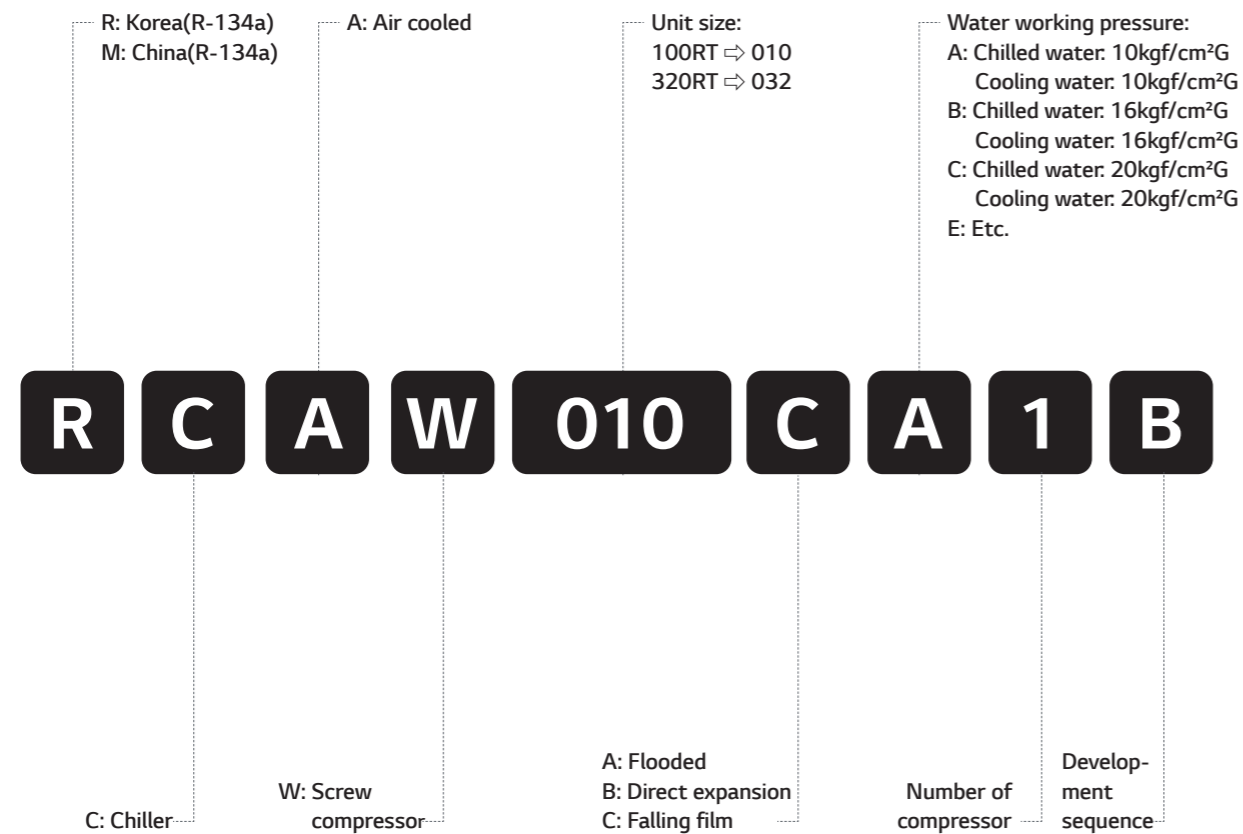 R: Korea(R-134a)
M: China(R-134a)
A: Air cooled
Unit size:
100RT ⇨ 010
320RT ⇨ 032
Water working pressure:
A: Chilled water: 10kgf/cm²G
Cooling water: 10kgf/cm²G
B: Chilled water: 16kgf/cm²G
Cooling water: 16kgf/cm²G
C: Chilled water: 20kgf/cm²G
Cooling water: 20kgf/cm²G
E: Etc.
R C A W 010 C A 1 B
C: Chiller
W: Screw
compressor
A: Flooded
B: Direct expansion
C: Falling film
Number of
compressor
Develop-
ment
sequence